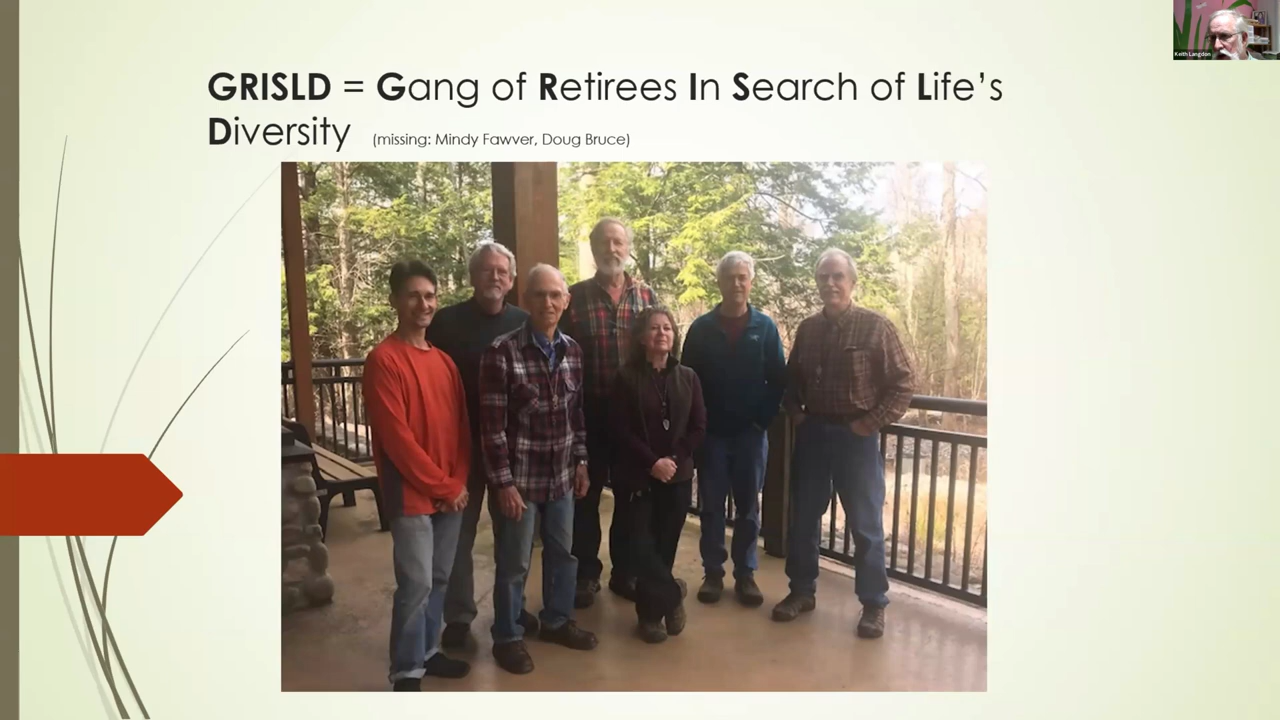 GRISLD = Gang of Retirees In Search of Life’s
Diversity (missing: Mindy Fawver, Doug Bruce)
Keith Langdon